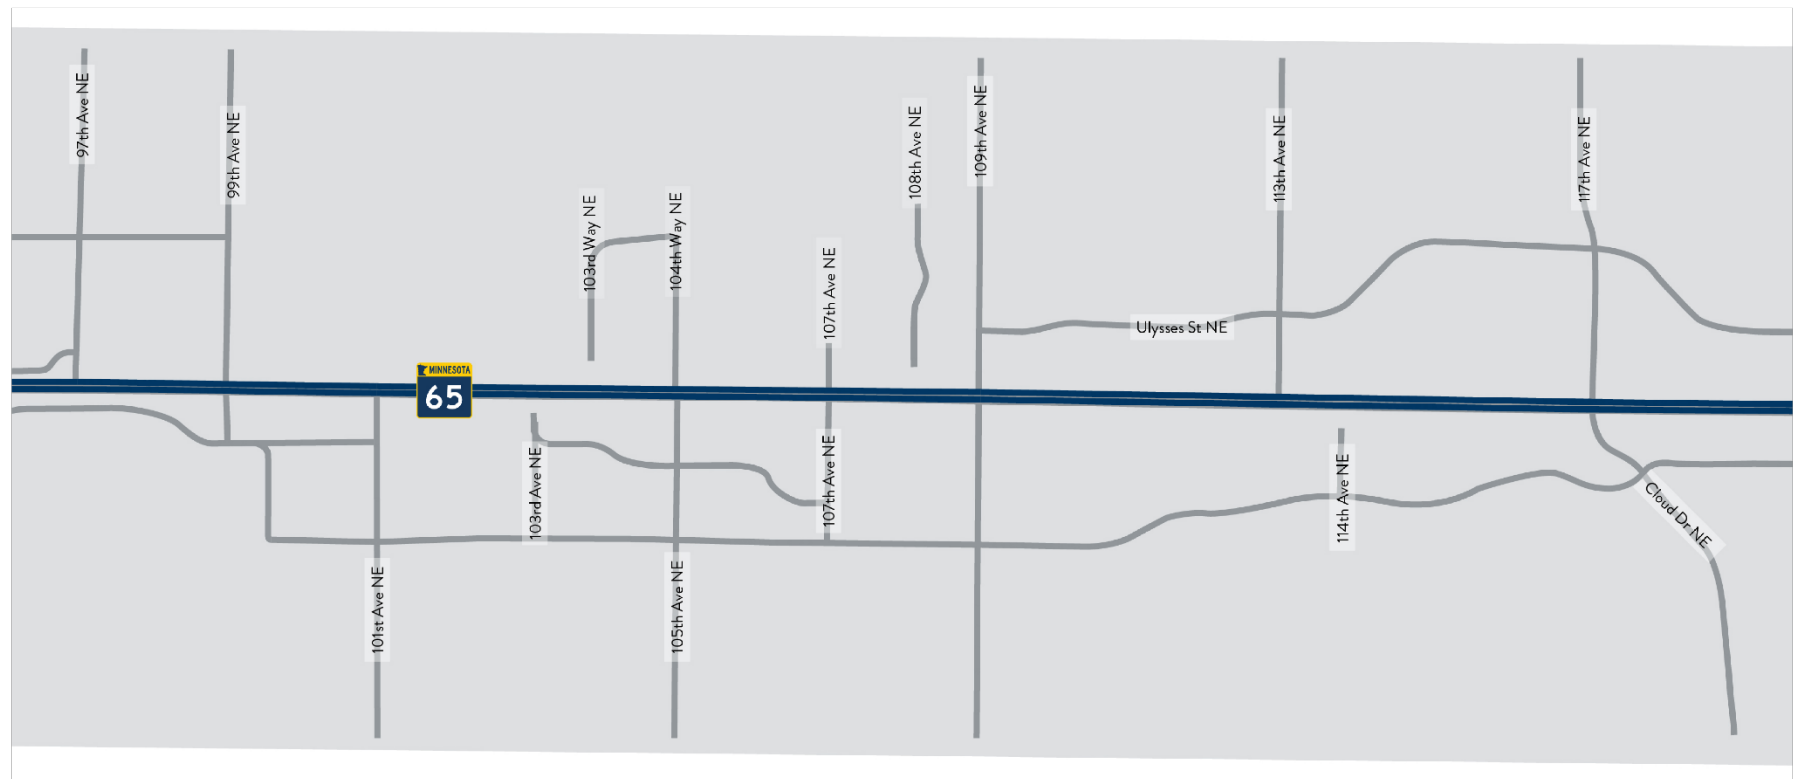 97th Ave NE
99th Ave NE
103rd Way NE
104th Way NE
107th Ave NE
108th Ave NE
109th Ave NE
113th Ave NE
117th Ave NE
Ulysses St NE
MINNESOTA
65
101st Ave NE
103rd Ave NE
105th Ave NE
107th Ave NE
114th Ave NE
Cloud Dr NE